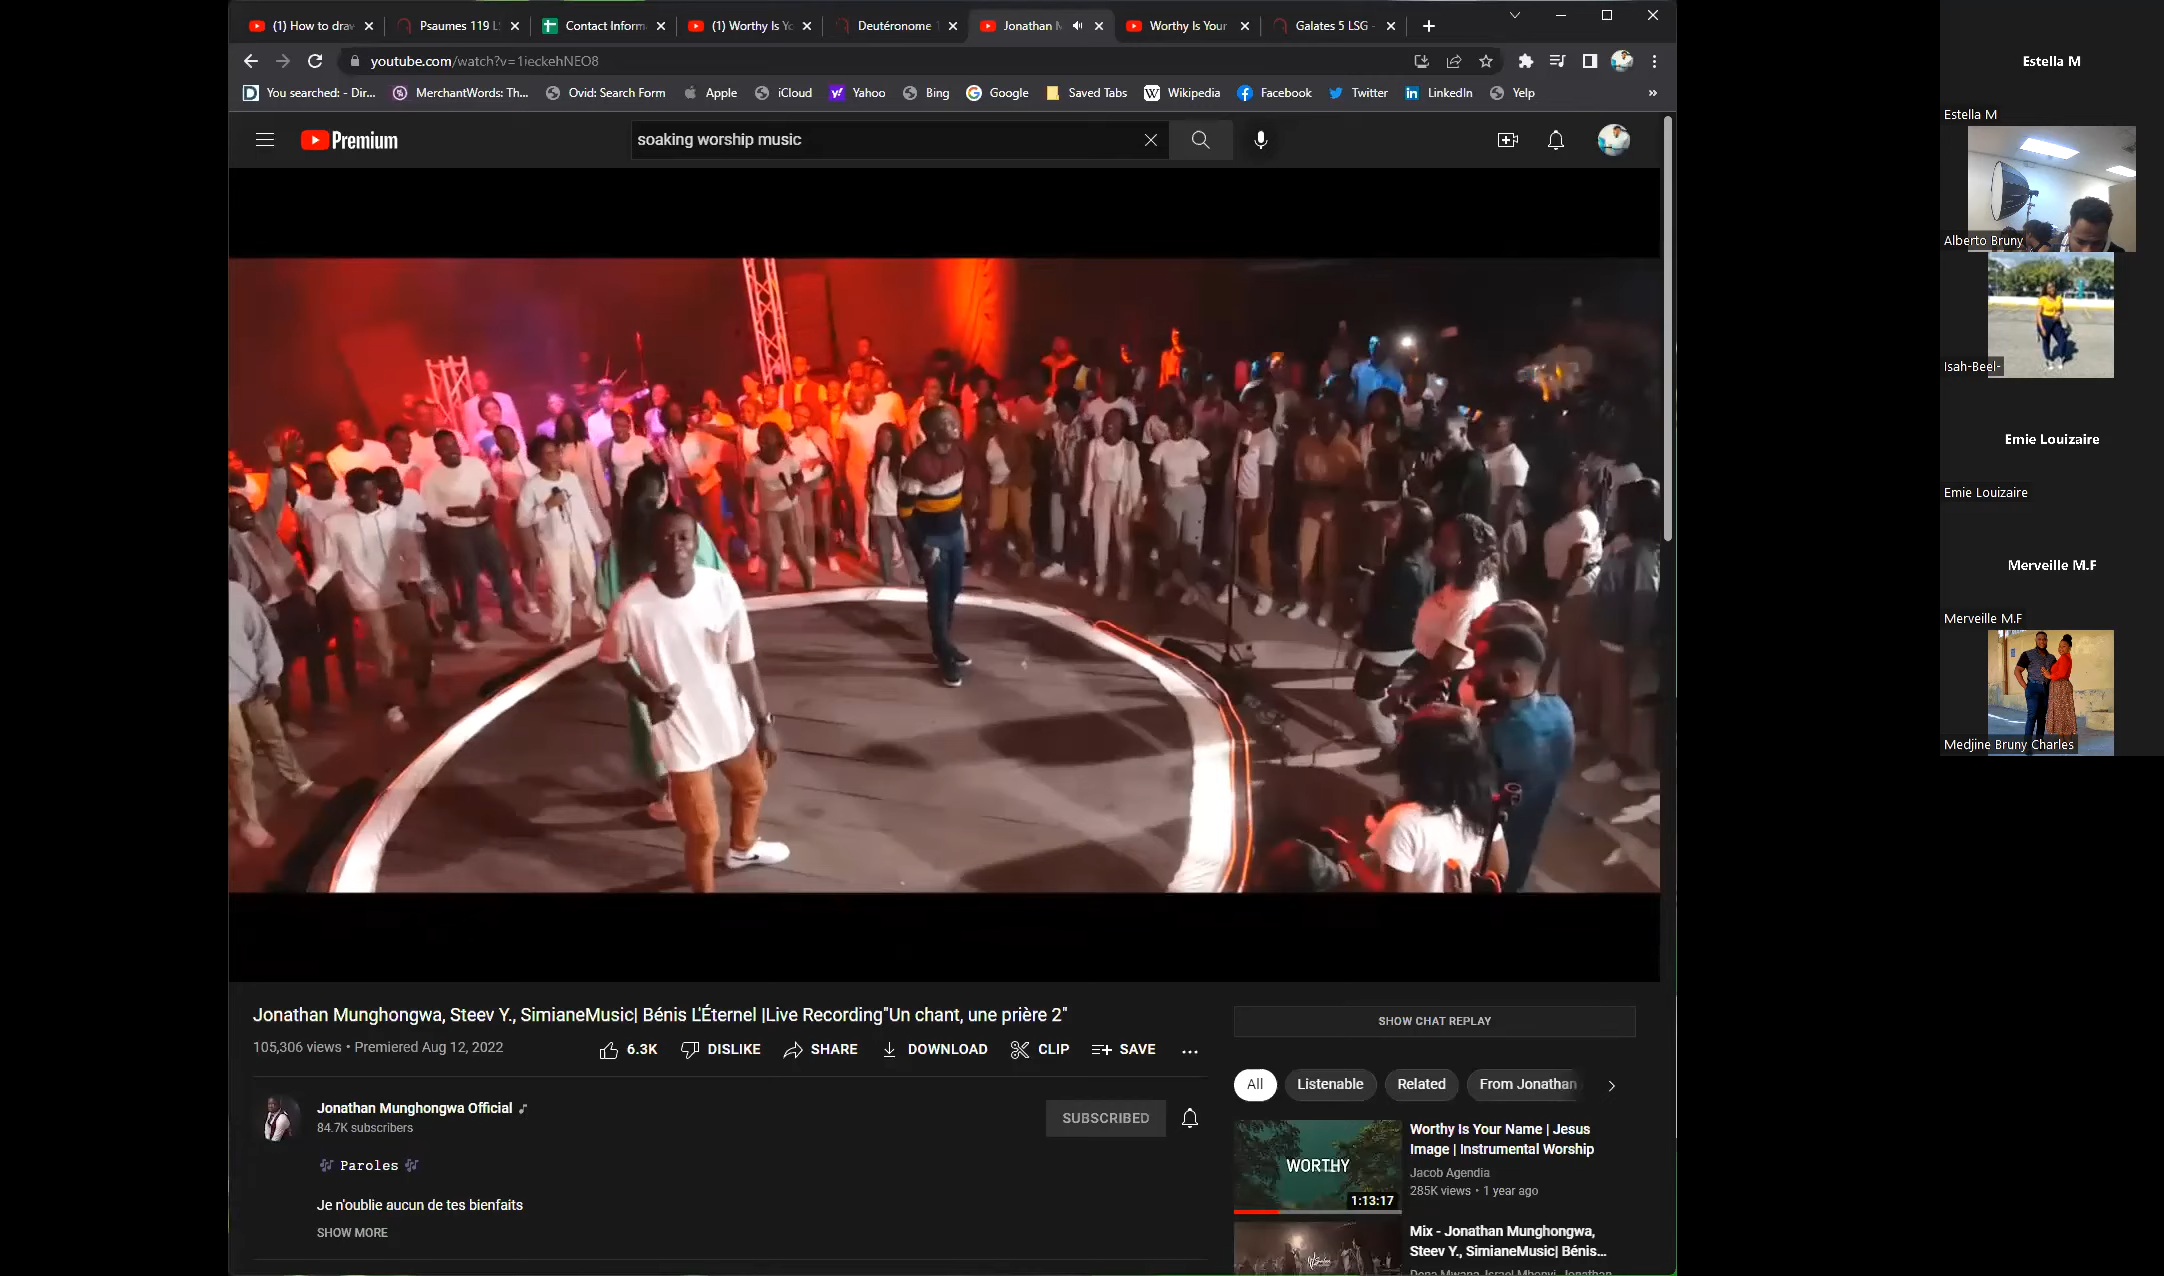 (1) How to draw
Psaumes 119 L
Contact Inform
(1) Worthy Is Yo
Deutéronome
Jonathan M
Worthy Is Your
Galates 5 LSG -
youtube.com/watch?v=1ieckehNEO8
You searched: - Dir...
MerchantWords: Th...
Ovid: Search Form
Apple
iCloud
Yahoo
Bing
Google
Saved Tabs
Wikipedia
Facebook
Twitter
LinkedIn
Yelp
»
Premium
soaking worship music
Jonathan Munghongwa, Steev Y., SimianeMusic| Bénis L'Éternel |Live Recording"Un chant, une prière 2"
105,306 views • Premiered Aug 12, 2022
6.3K
DISLIKE
SHARE
DOWNLOAD
CLIP
SAVE
Jonathan Munghongwa Official
84.7K subscribers
SUBSCRIBED
Paroles
Je n'oublie aucun de tes bienfaits
SHOW MORE
SHOW CHAT REPLAY
All
Listenable
Related
From Jonathan
WORTHY
1:13:17
Worthy Is Your Name | Jesus
Image | Instrumental Worship
Jacob Agendia
285K views • 1 year ago
Mix - Jonathan Munghongwa,
Steev Y., SimianeMusic| Bénis...
Estella M
Estella M
Alberto Bruny
Isah-Beel-
Emie Louizaire
Emie Louizaire
Merveille M.F
Merveille M.F
Medjine Bruny Charles